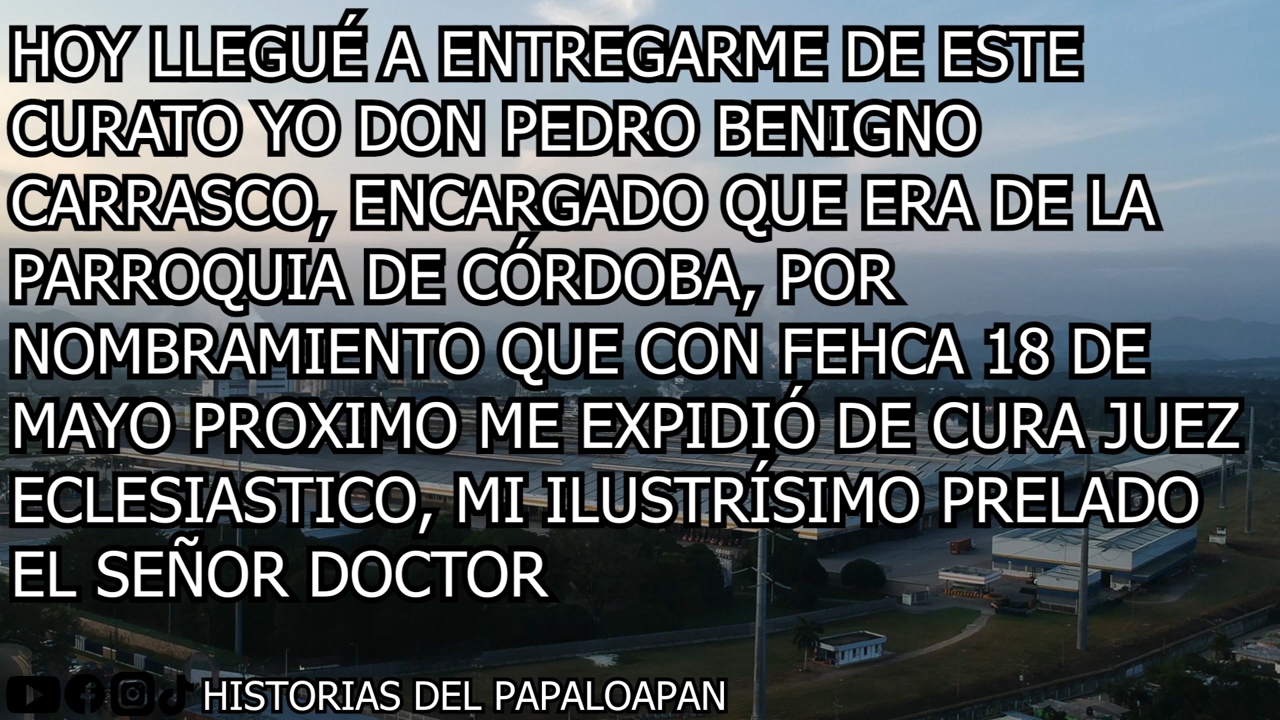 HOY LLEGUÉ A ENTREGARME DE ESTE
CURATO YO DON PEDRO BENIGNO
CARRASCO, ENCARGADO QUE ERA DE LA
PARROQUIA DE CÓRDOBA, POR
NOMBRAMIENTO QUE CON FEHCA 18 DE
MAYO PROXIMO ME EXPIDIÓ DE CURA JUEZ
ECLESIASTICO, MI ILUSTRÍSIMO PRELADO
EL SEÑOR DOCTOR
HISTORIAS DEL PAPALOAPAN